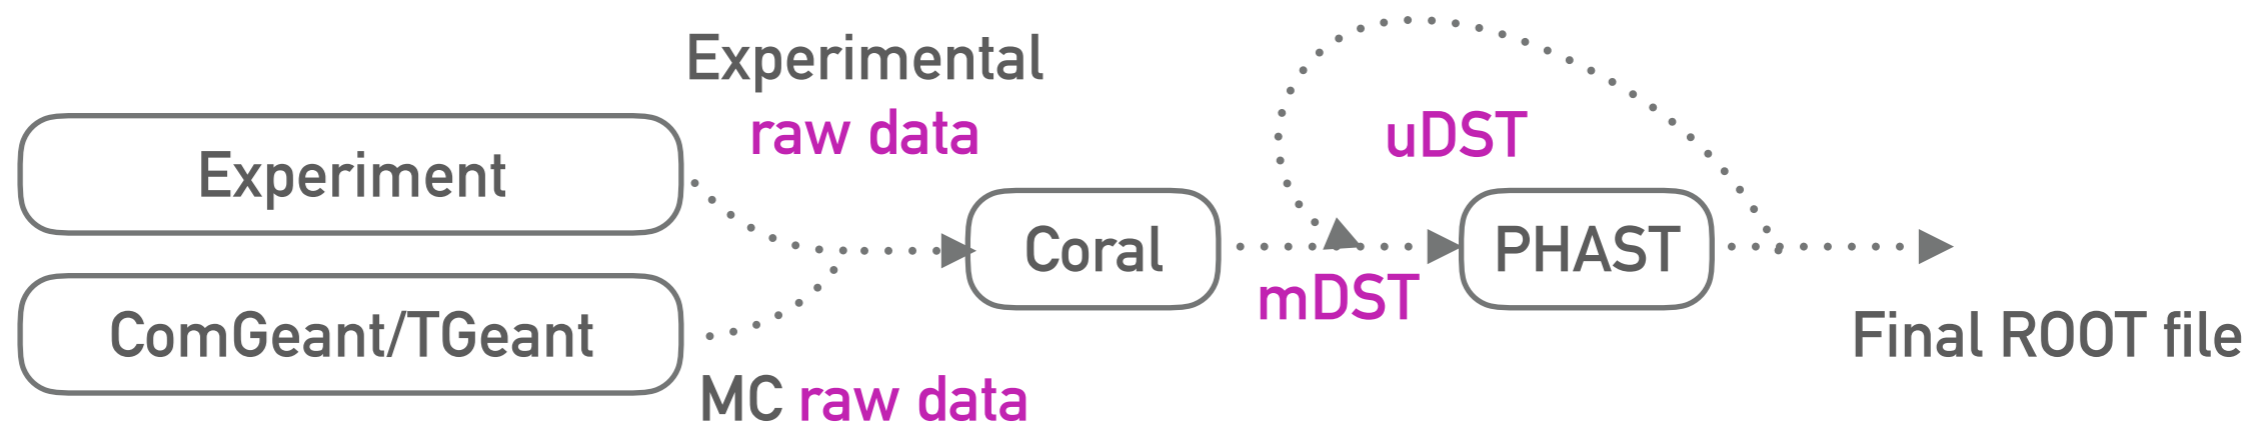 Experimental
raw data
Experiment
ComGeant/TGeant
MC raw data
Coral
uDST
mDST
PHAST
Final ROOT file